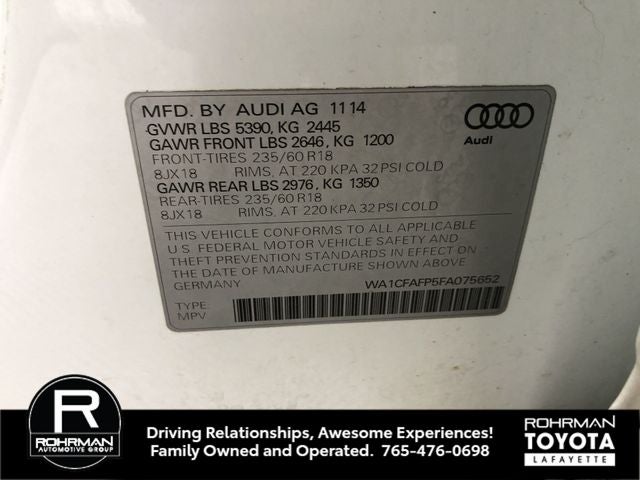 MFD. BY AUDI AG 1114
GVWR LBS 5390, KG 2445
GAWR FRONT LBS 2646, KG 1200
FRONT-TIRES 235/60 R18
8JX18 RIMS, AT 220 KPA 32 PSI COLD
GAWR REAR LBS 2976, KG 1350
REAR-TIRES 235/60 R18
8JX18 RIMS, AT 220 KPA 32 PSI COLD
Audi
THIS VEHICLE CONFORMS TO ALL APPLICABLE
U.S. FEDERAL MOTOR VEHICLE SAFETY AND
THEFT PREVENTION STANDARDS IN EFFECT ON
THE DATE OF MANUFACTURE SHOWN ABOVE.
GERMANY WA1CFAFP5FA075652
TYPE:
MPV
R
ROHRMAN
AUTOMOTIVE GROUP
Driving Relationships, Awesome Experiences!
Family Owned and Operated. 765-476-0698
ROHRMAN
TOYOTA
LAFAYETTE